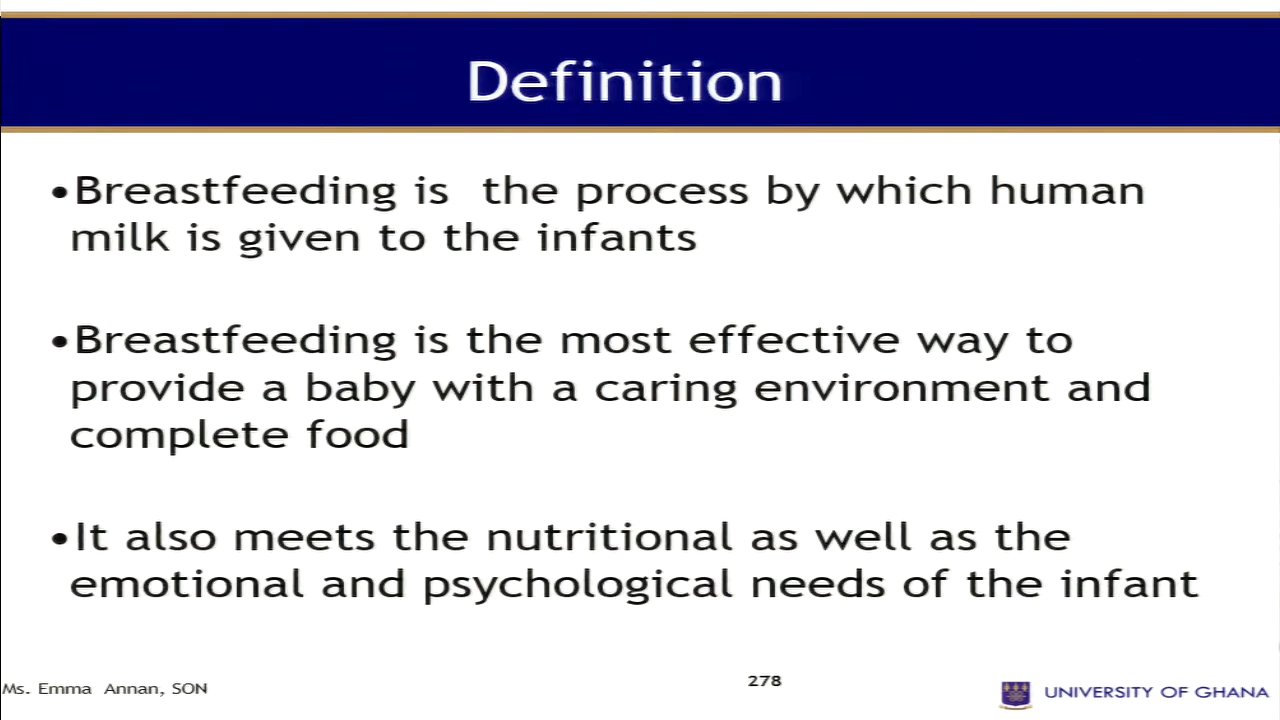 Definition
•Breastfeeding is the process by which human
milk is given to the infants
•Breastfeeding is the most effective way to
provide a baby with a caring environment and
complete food
•It also meets the nutritional as well as the
emotional and psychological needs of the infant
Ms. Emma Annan, SON
278
UNIVERSITY OF GHANA